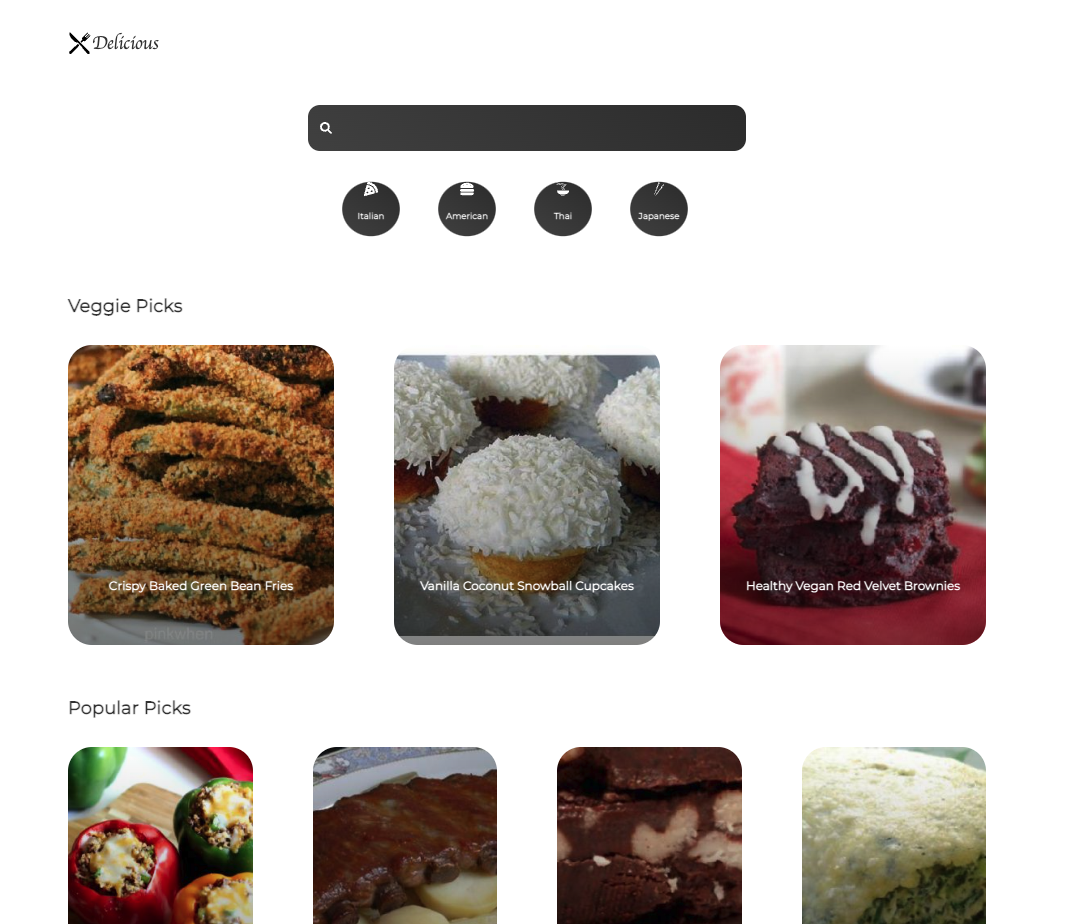 Delicious
Italian
American
Thai
Japanese
Veggie Picks
Crispy Baked Green Bean Fries
Vanilla Coconut Snowball Cupcakes
Healthy Vegan Red Velvet Brownies
pinkwhen
Popular Picks